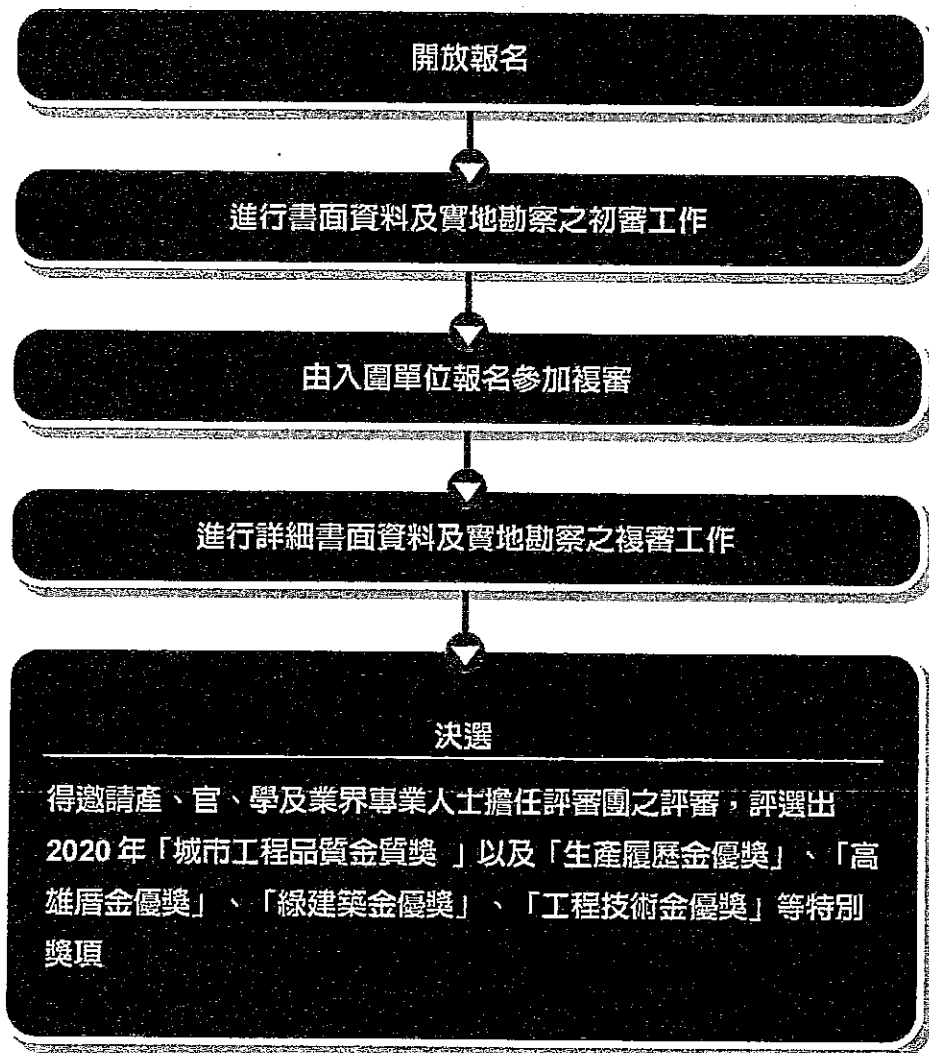 開放報名
進行書面資料及實地勘察之初審工作
由入圍單位報名參加複審
進行詳細書面資料及實地勘察之複審工作
決選
得邀請產、官、學及業界專業人士擔任評審團之評審，評選出
2020 年「城市工程品質金質獎 」以及「生產履歷金優獎」、「高
雄厝金優獎」、「綠建築金優獎」、「工程技術金優獎」等特別
獎項